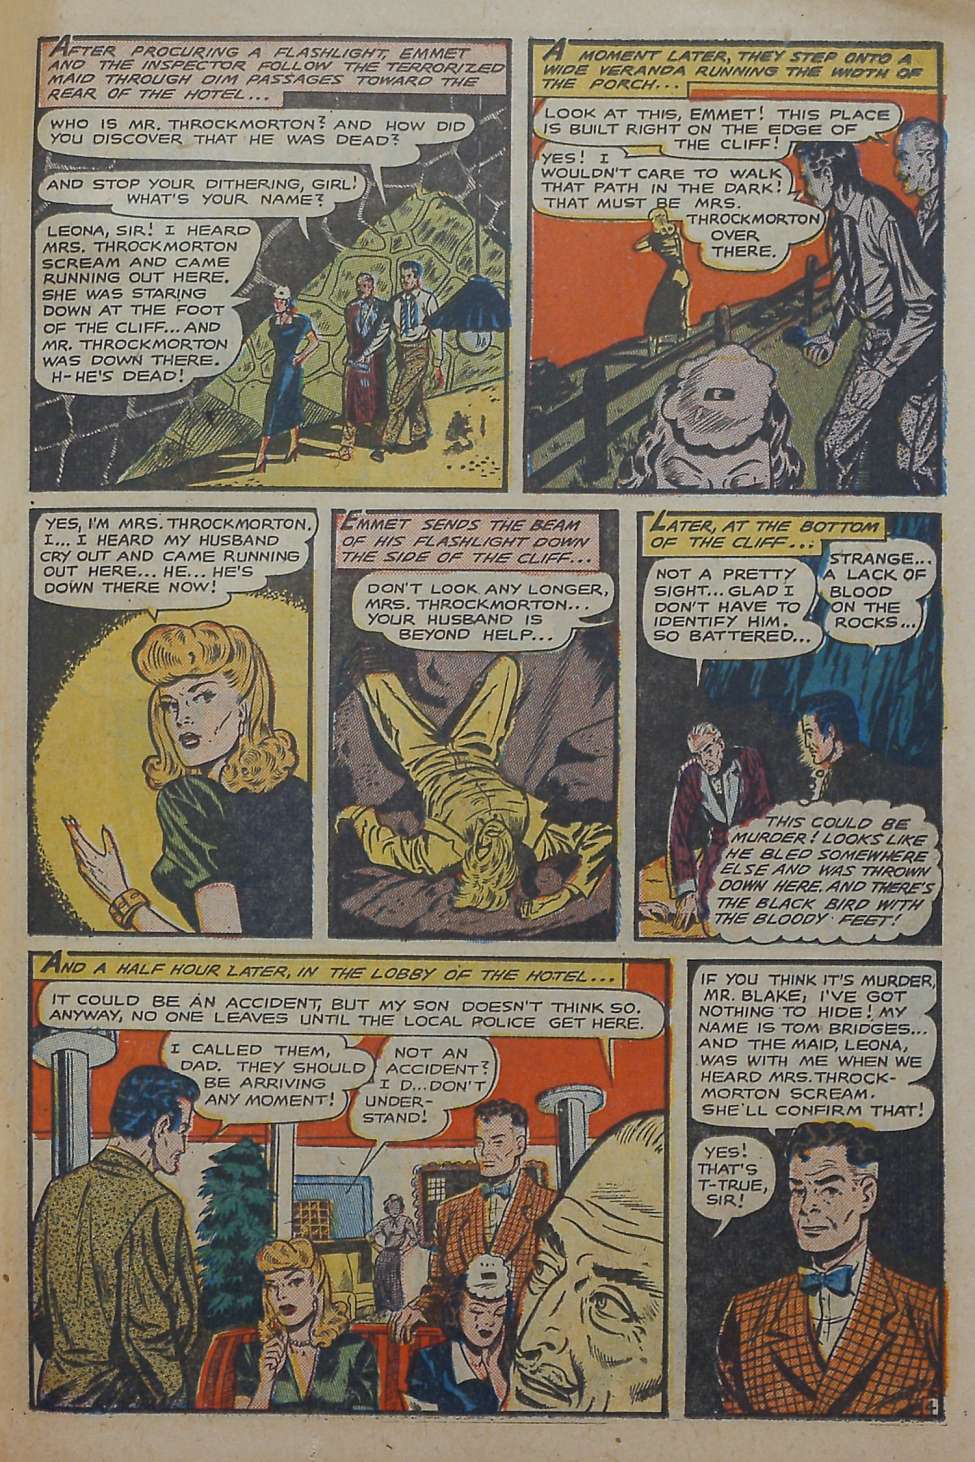 AFTER PROCURING A FLASHLIGHT, EMMET
AND THE INSPECTOR FOLLOW THE TERRORIZED
MAID THROUGH DIM PASSAGES TOWARD THE
REAR OF THE HOTEL...
WHO IS MR. THROCKMORTON? AND HOW DID
YOU DISCOVER THAT HE WAS DEAD?
AND STOP YOUR DITHERING, GIRL!
WHAT'S YOUR NAME?
LEONA, SIR! I HEARD
MRS. THROCKMORTON
SCREAM AND CAME
RUNNING OUT HERE.
SHE WAS STARING
DOWN AT THE FOOT
OF THE CLIFF...AND
MR. THROCKMORTON
WAS DOWN THERE.
H-HE'S DEAD!
A MOMENT LATER, THEY STEP ONTO A
WIDE VERANDA RUNNING THE WIDTH OF
THE PORCH...
LOOK AT THIS, EMMET! THIS PLACE
IS BUILT RIGHT ON THE EDGE OF
THE CLIFF!
YES! I
WOULDN'T CARE TO WALK
THAT PATH IN THE DARK!
THAT MUST BE MRS.
THROCKMORTON
OVER
THERE.
YES, I'M MRS. THROCKMORTON.
I... I HEARD MY HUSBAND
CRY OUT AND CAME RUNNING
OUT HERE... HE... HE'S
DOWN THERE NOW!
EMMET SENDS THE BEAM
OF HIS FLASHLIGHT DOWN
THE SIDE OF THE CLIFF...
DON'T LOOK ANY LONGER,
MRS. THROCKMORTON...
YOUR HUSBAND IS
BEYOND HELP...
LATER, AT THE BOTTOM
OF THE CLIFF...
NOT A PRETTY
SIGHT...GLAD I
DON'T HAVE TO
IDENTIFY HIM.
SO BATTERED...
STRANGE...
A LACK OF
BLOOD
ON THE
ROCKS...
THIS COULD BE
MURDER! LOOKS LIKE
HE BLED SOMEWHERE
ELSE AND WAS THROWN
DOWN HERE. AND THERE'S
THE BLACK BIRD WITH
THE BLOODY FEET!
AND A HALF HOUR LATER, IN THE LOBBY OF THE HOTEL...
IT COULD BE AN ACCIDENT, BUT MY SON DOESN'T THINK SO.
ANYWAY, NO ONE LEAVES UNTIL THE LOCAL POLICE GET HERE.
I CALLED THEM,
DAD. THEY SHOULD
BE ARRIVING
ANY MOMENT!
NOT AN
ACCIDENT?
I D...DON'T
UNDER-
STAND!
IF YOU THINK IT'S MURDER,
MR. BLAKE, I'VE GOT
NOTHING TO HIDE! MY
NAME IS TOM BRIDGES...
AND THE MAID, LEONA,
WAS WITH ME WHEN WE
HEARD MRS. THROCK-
MORTON SCREAM.
SHE'LL CONFIRM THAT!
YES!
THAT'S
T-TRUE,
SIR!
4